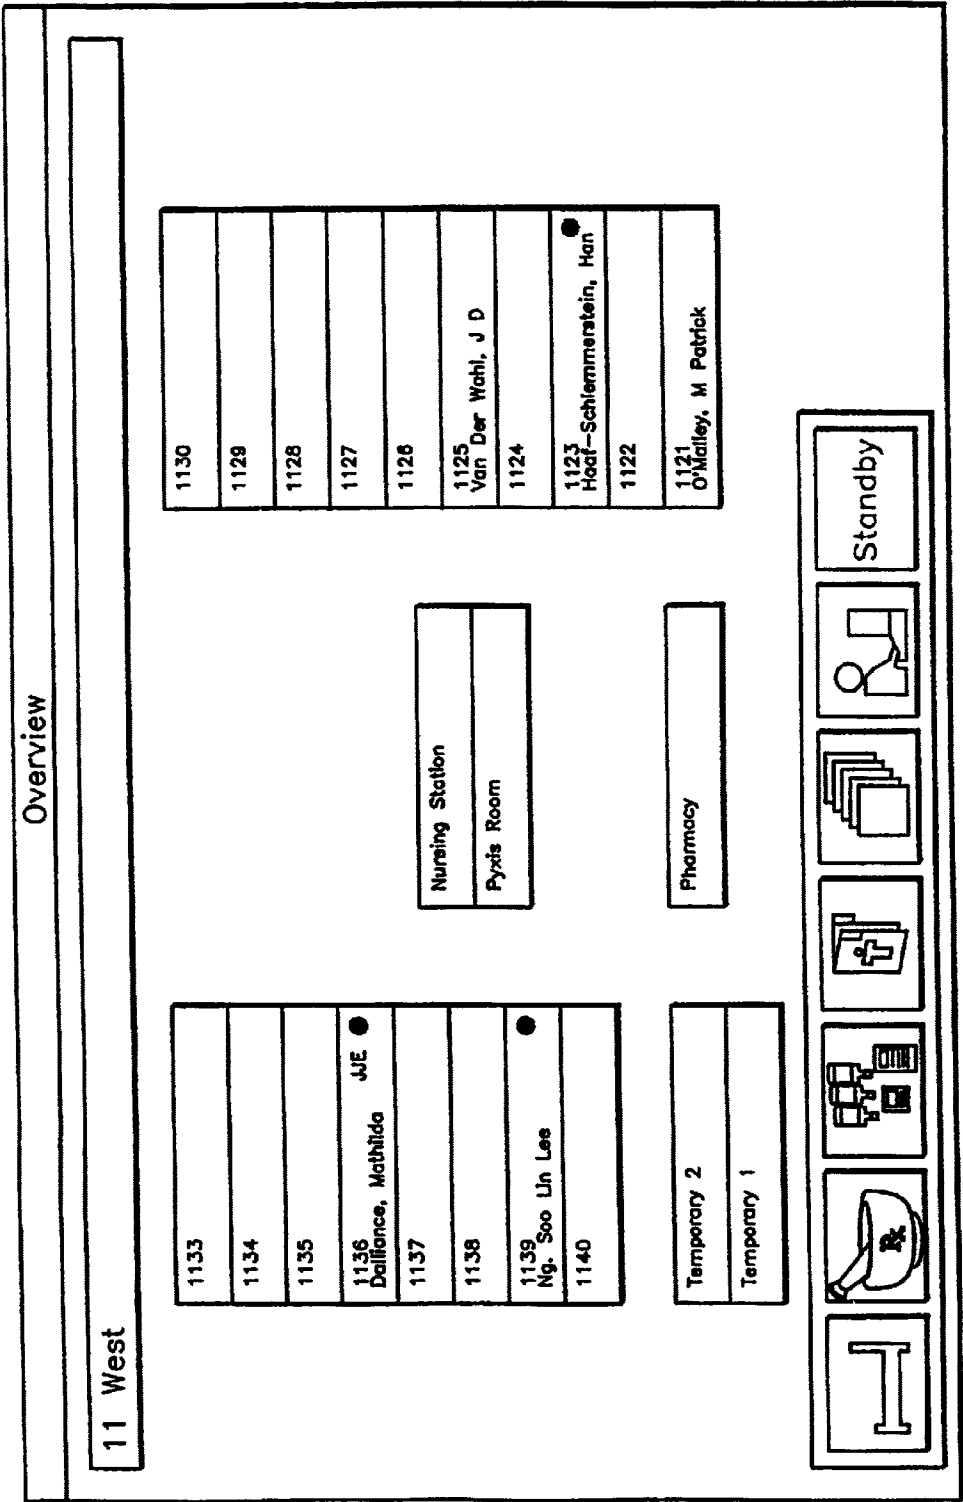 Overview
11 West
1133
1134
1135
1136
Dalliance, Mathilda JJE
1137
1138
1139
Ng. Soo Lin Lee
1140
Temporary 2
Temporary 1
Nursing Station
Pyxis Room
Pharmacy
1130
1129
1128
1127
1126
1125
Van Der Wahl, J D
1124
1123
Haaf-Schlemmerstein, Han
1122
1121
O'Malley, M Patrick
I
Rx
Standby